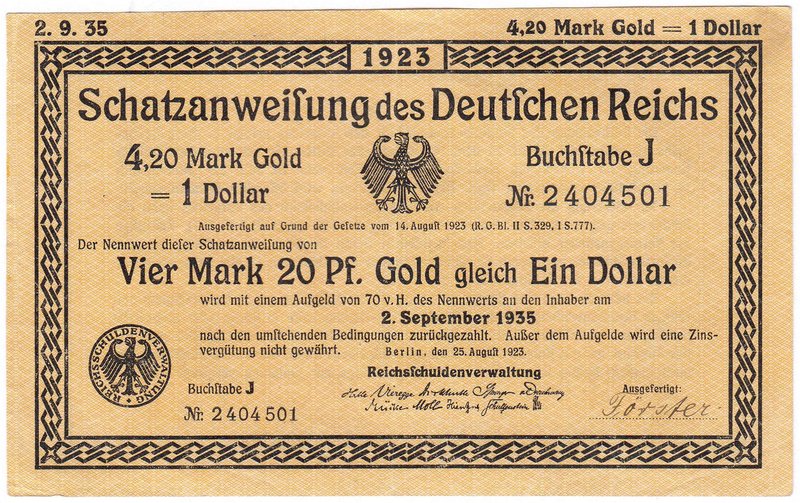 2. 9. 35
4,20 Mark Gold = 1 Dollar
1923
Schatzanweiſung des Deutſchen Reichs
4,20 Mark Gold
= 1 Dollar
Buchſtabe J
Nr. 2404501
Ausgefertigt auf Grund der Geſetze vom 14. Auguſt 1923 (R. G. Bl. II S. 329, I S. 777).
Der Nennwert dieſer Schatzanweiſung von
Vier Mark 20 Pf. Gold gleich Ein Dollar
wird mit einem Aufgeld von 70 v. H. des Nennwerts an den Inhaber am
2. September 1935
nach den umſtehenden Bedingungen zurückgezahlt. Außer dem Aufgelde wird eine Zins-
vergütung nicht gewährt.
Berlin, den 25. Auguſt 1923.
REICHSSCHULDENVERWALTUNG
Reichsſchuldenverwaltung
Buchſtabe J
Nr. 2404501
Ausgefertigt:
Förster